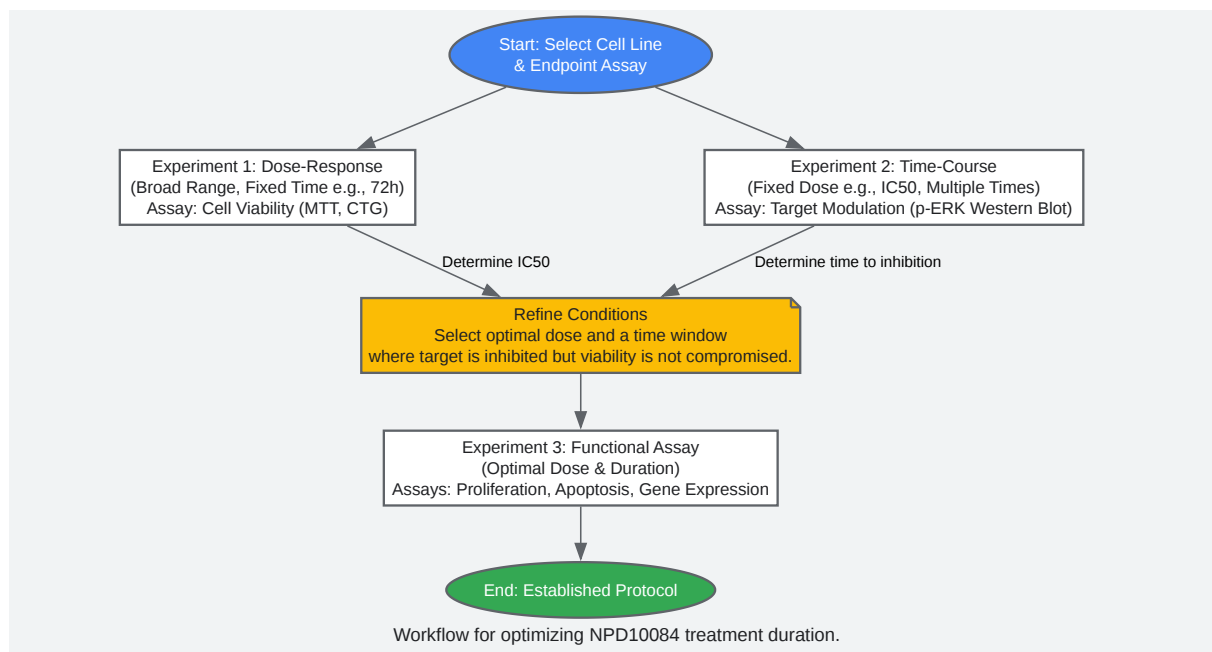 Start: Select Cell Line
& Endpoint Assay
Experiment 1: Dose-Response
(Broad Range, Fixed Time e.g., 72h)
Assay: Cell Viability (MTT, CTG)
Experiment 2: Time-Course
(Fixed Dose e.g., IC50, Multiple Times)
Assay: Target Modulation (p-ERK Western Blot)
Determine IC50
Determine time to inhibition
Refine Conditions
Select optimal dose and a time window
where target is inhibited but viability is not compromised.
Experiment 3: Functional Assay
(Optimal Dose & Duration)
Assays: Proliferation, Apoptosis, Gene Expression
End: Established Protocol
Workflow for optimizing NPD10084 treatment duration.